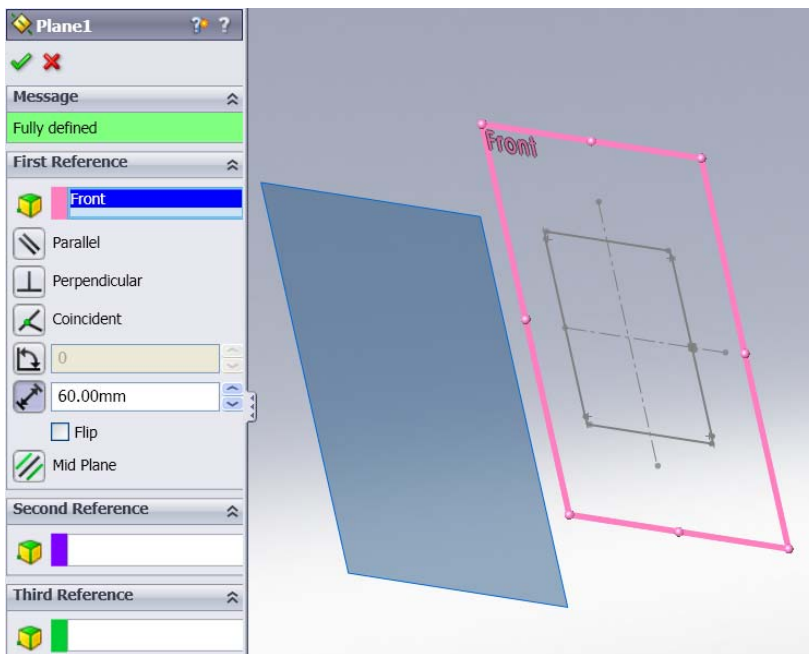 Plane1
? ?
Message
Fully defined
First Reference
Front
Parallel
Perpendicular
Coincident
0
60.00mm
Flip
Mid Plane
Second Reference
Third Reference
Front